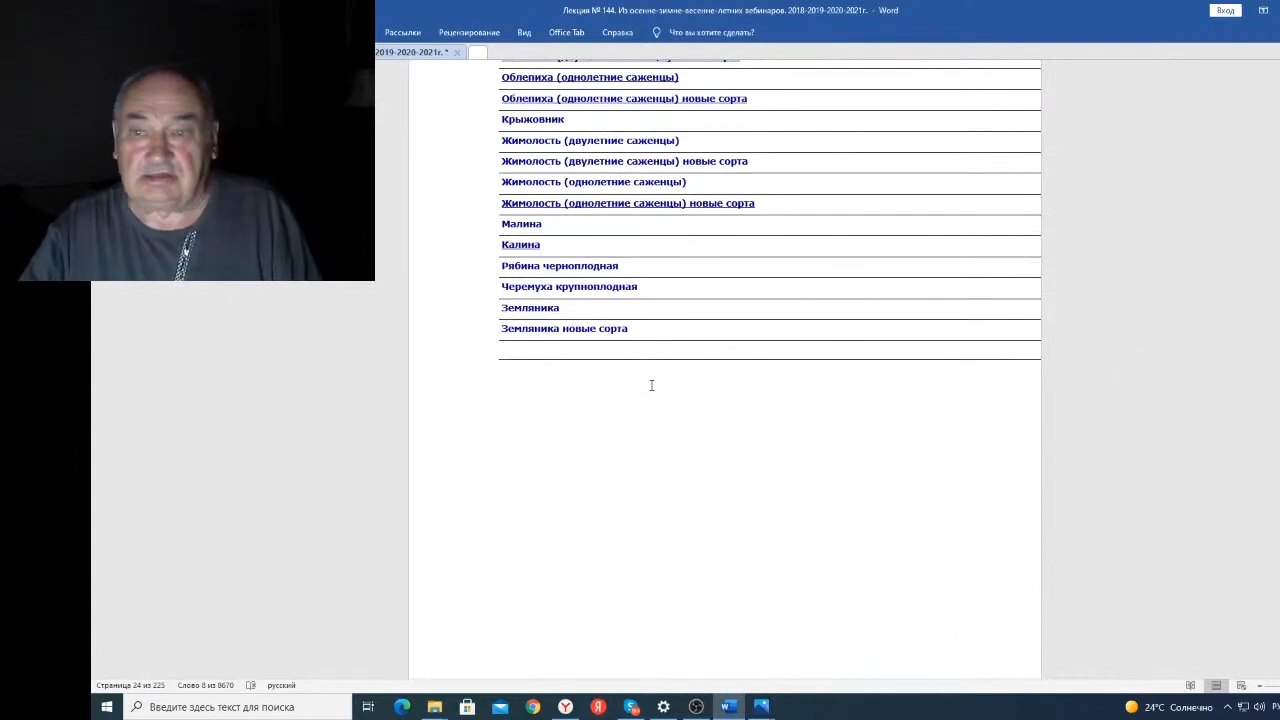 Лекция № 144. Из осенне-зимне-весенне-летних вебинаров. 2018-2019-2020-2021г. - Word
Вход
Рассылки Рецензирование Вид Office Tab Справка Что вы хотите сделать?
2019-2020-2021г. *
Облепиха (однолетние саженцы)
Облепиха (однолетние саженцы) новые сорта
Крыжовник
Жимолость (двулетние саженцы)
Жимолость (двулетние саженцы) новые сорта
Жимолость (однолетние саженцы)
Жимолость (однолетние саженцы) новые сорта
Малина
Калина
Рябина черноплодная
Черемуха крупноплодная
Земляника
Земляника новые сорта
Страница 24 из 225 Слово 8 из 8670 русский
Введите здесь текст для поиска
24°C Солнечно